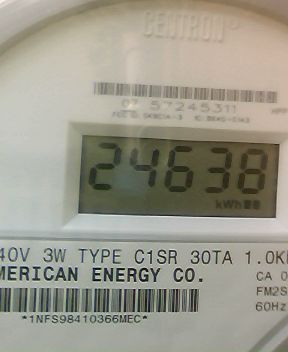 CENTRON
07 57245311
24638
kWh
40V 3W TYPE C1SR 30TA 1.0K
MERICAN ENERGY CO.
CA 0
FM2S
60Hz
*1NFS98410366MEC*